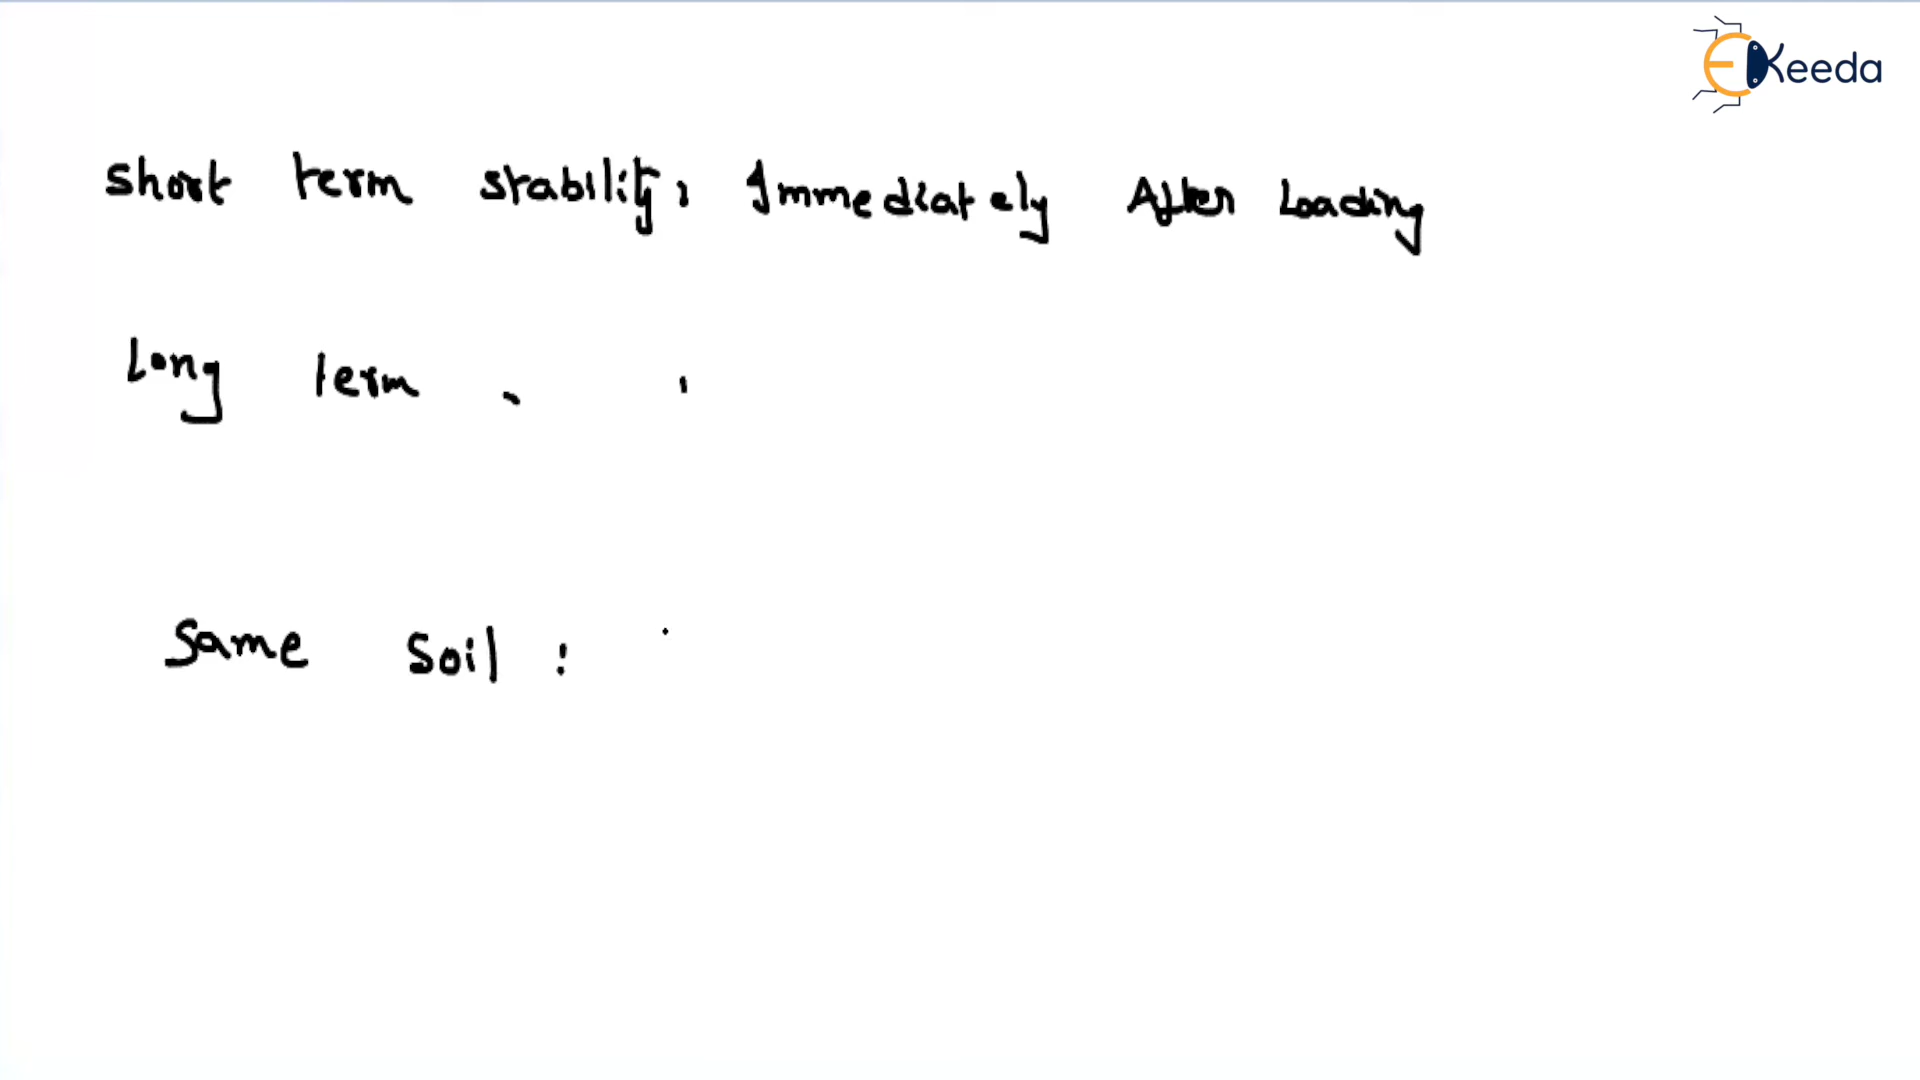 EKeeda
Short term stability : Immediately After Loading
Long term " :
Same Soil :